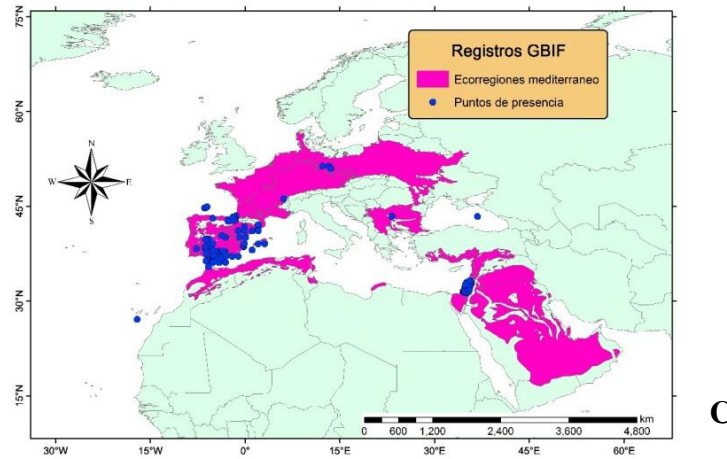 75°N
Registros GBIF
Ecorregiones mediterraneo
Puntos de presencia
60°N
N
W E
S
45°N
30°N
15°N
C
km
0 600 1,200 2,400 3,600 4,800
30°W 15°W 0° 15°E 30°E 45°E 60°E